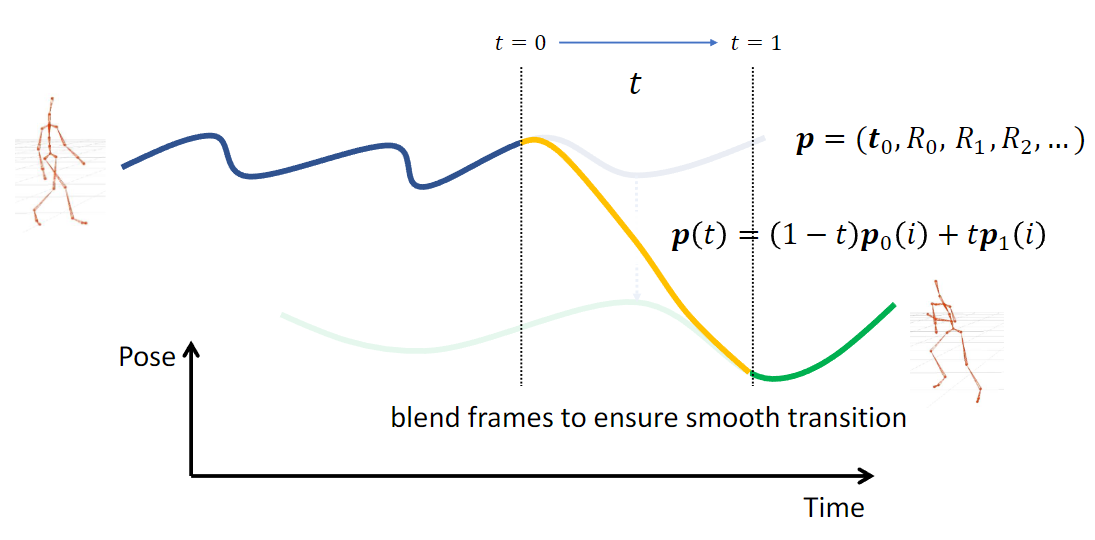 t = 0
t = 1
t
p = (t₀, R₀, R₁, R₂, … )
p(t) = (1 − t)p₀(i) + tp₁(i)
Pose
blend frames to ensure smooth transition
Time